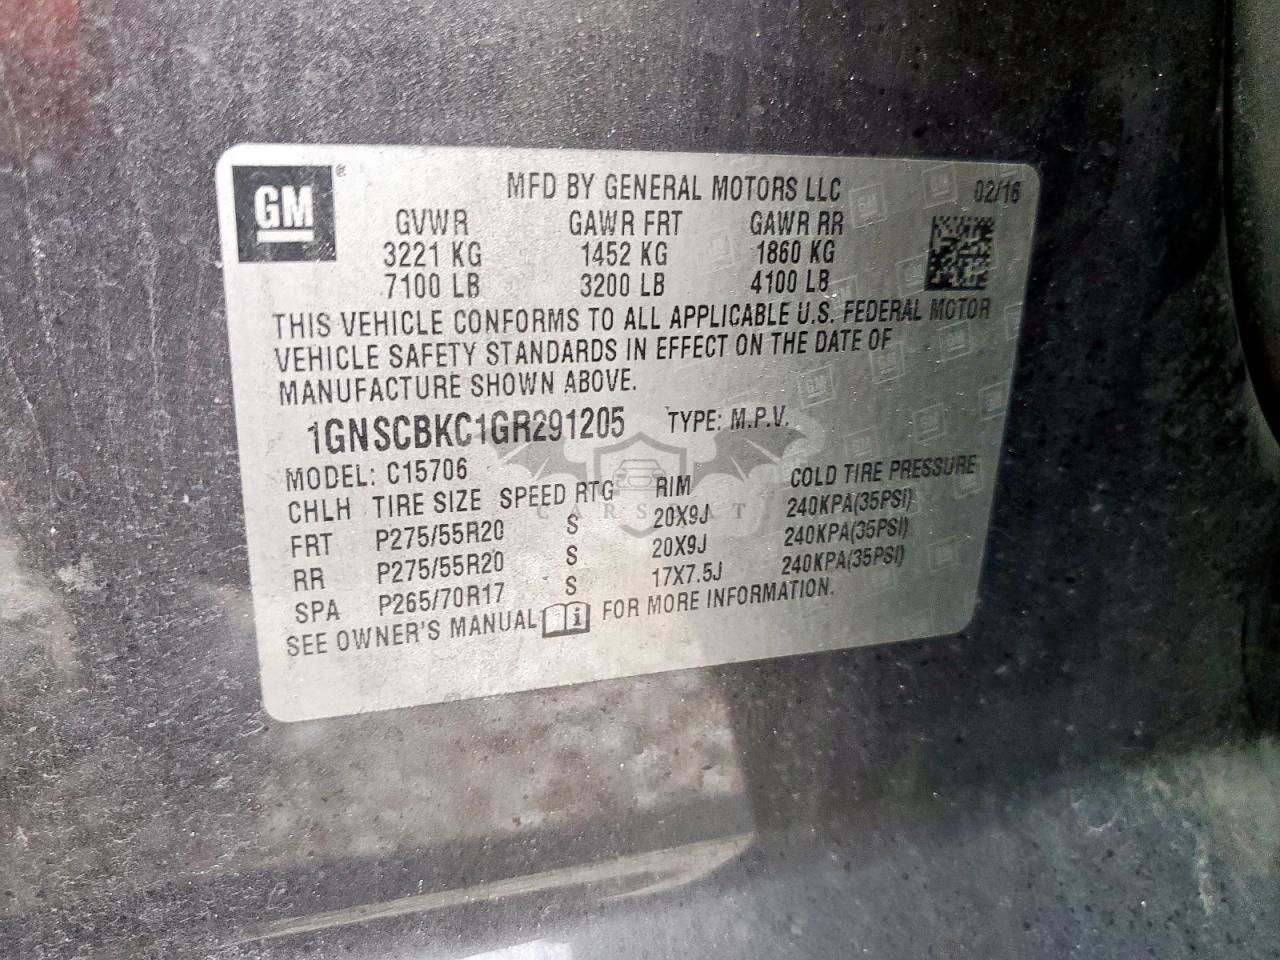 GM ®
MFD BY GENERAL MOTORS LLC 02/16
GVWR GAWR FRT GAWR RR
3221 KG 1452 KG 1860 KG
7100 LB 3200 LB 4100 LB
THIS VEHICLE CONFORMS TO ALL APPLICABLE U.S. FEDERAL MOTOR
VEHICLE SAFETY STANDARDS IN EFFECT ON THE DATE OF
MANUFACTURE SHOWN ABOVE.
1GNSCBKC1GR291205 TYPE: M.P.V.
MODEL: C15706
CHLH TIRE SIZE SPEED RTG RIM COLD TIRE PRESSURE
FRT P275/55R20 S 20X9J 240KPA(35PSI)
RR P275/55R20 S 20X9J 240KPA(35PSI)
SPA P265/70R17 S 17X7.5J 240KPA(35PSI)
SEE OWNER'S MANUAL i FOR MORE INFORMATION.